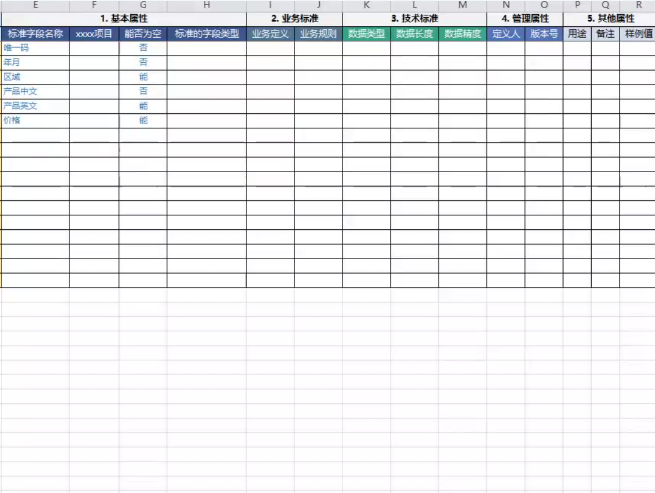 E F G H I J K L M N O P Q R
1. 基本属性 2. 业务标准 3. 技术标准 4. 管理属性 5. 其他属性
标准字段名称 xxxx项目 能否为空 标准的字段类型 业务定义 业务规则 数据类型 数据长度 数据精度 定义人 版本号 用途 备注 样例值
唯一码 否
年月 否
区域 能
产品中文 否
产品英文 能
价格 能